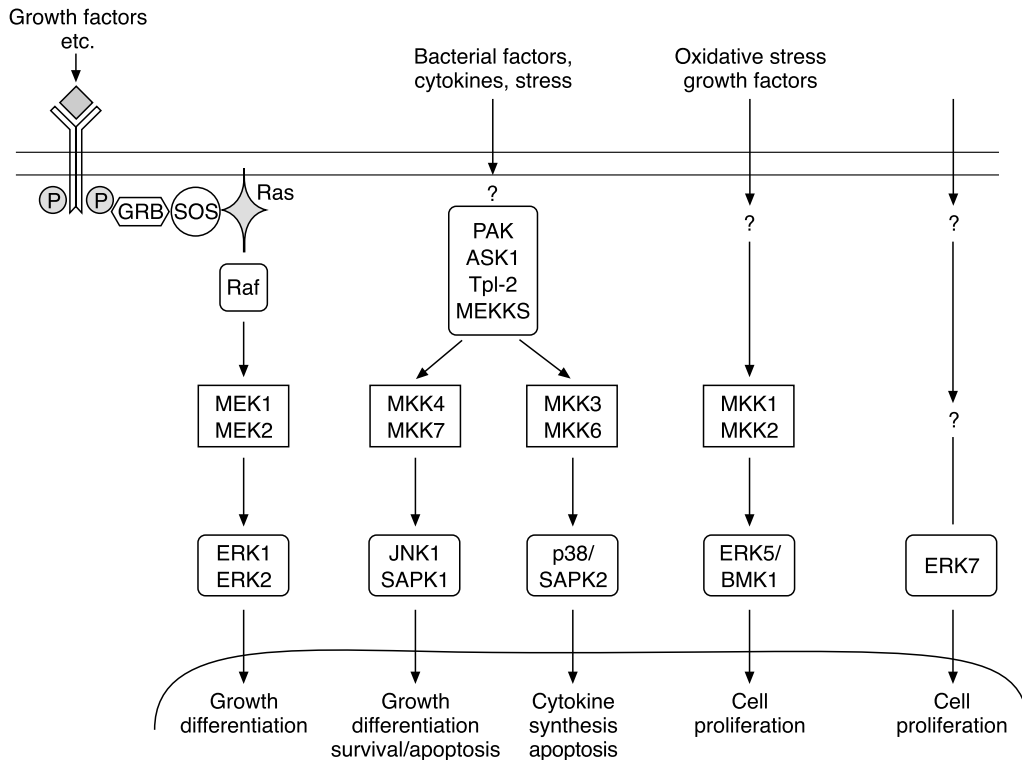 Growth factors
etc.
Bacterial factors,
cytokines, stress
Oxidative stress
growth factors
P
P
GRB
SOS
Ras
?
?
?
PAK
ASK1
Tpl-2
MEKKS
Raf
MEK1
MEK2
MKK4
MKK7
MKK3
MKK6
MKK1
MKK2
?
ERK1
ERK2
JNK1
SAPK1
p38/
SAPK2
ERK5/
BMK1
ERK7
Growth
differentiation
Growth
differentiation
survival/apoptosis
Cytokine
synthesis
apoptosis
Cell
proliferation
Cell
proliferation